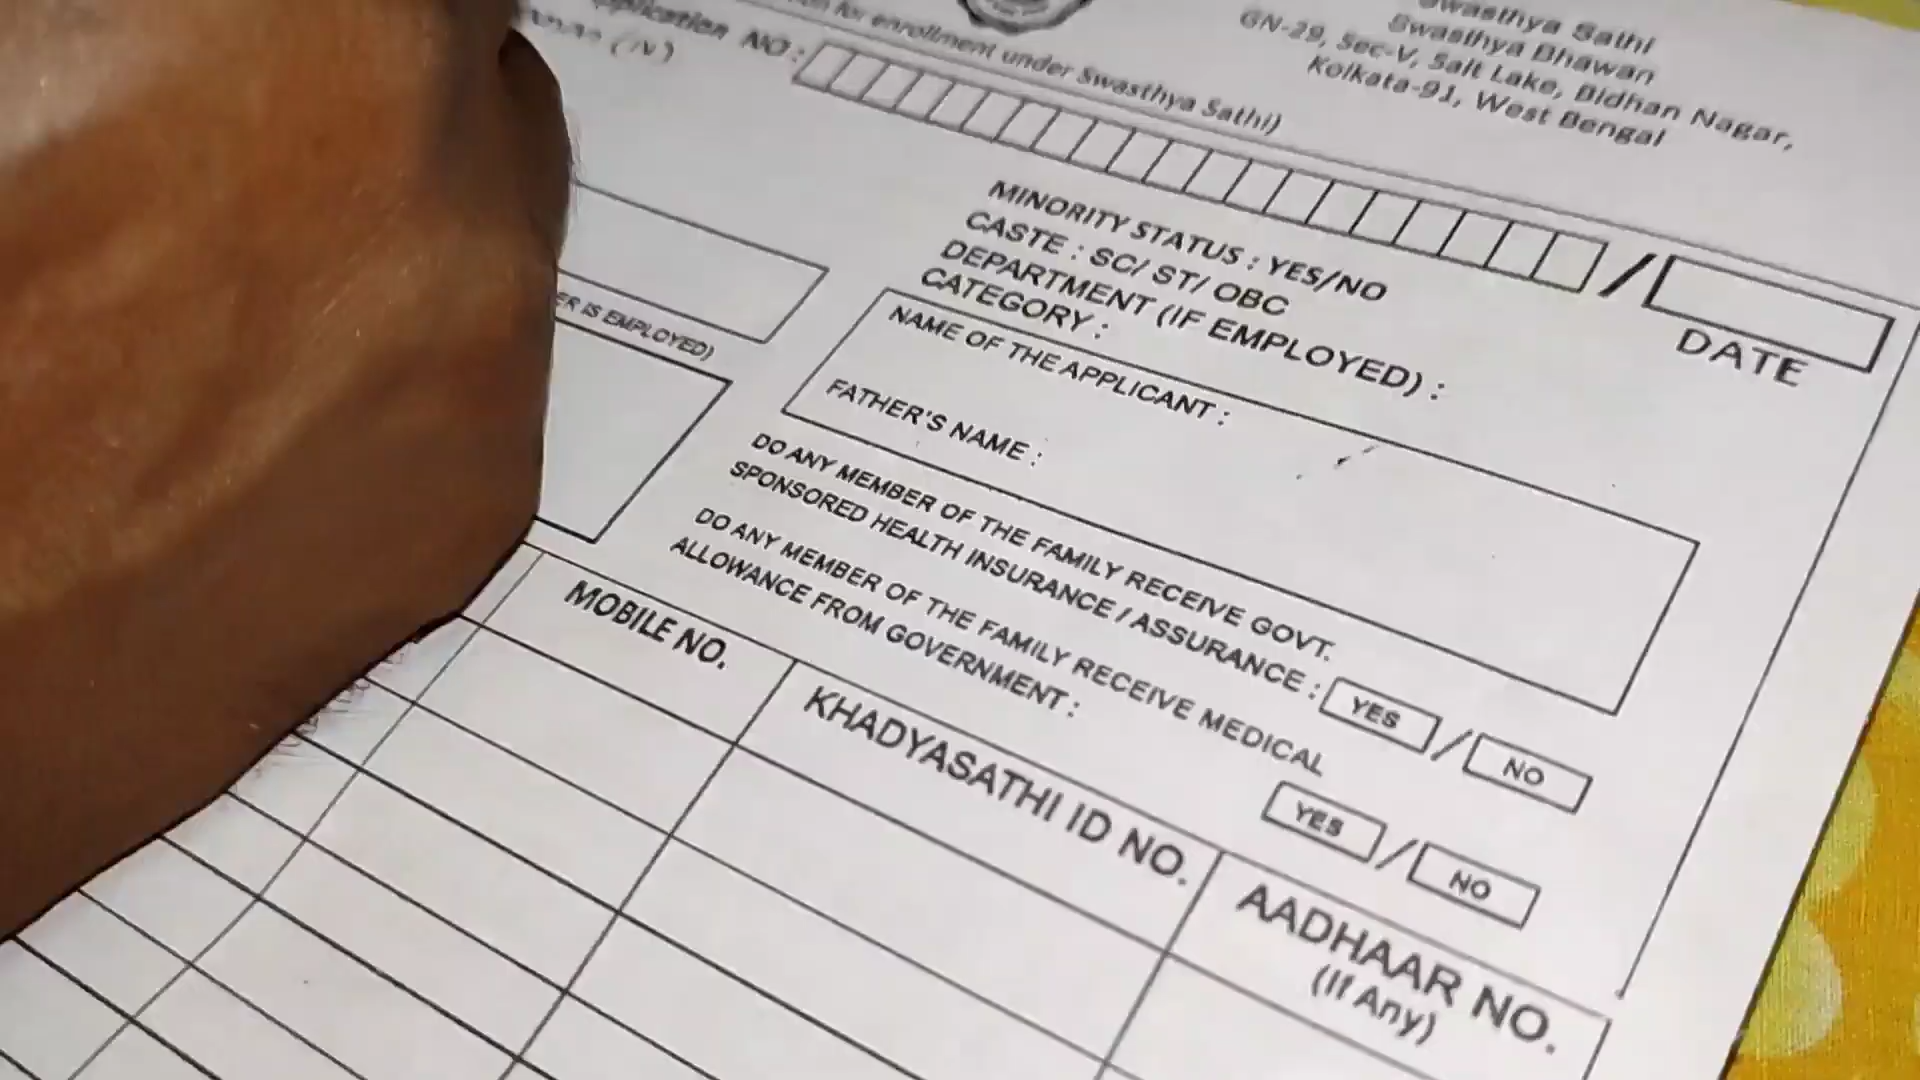 Swasthya Sathi
Swasthya Bhawan
GN-29, Sec-V, Salt Lake, Bidhan Nagar,
Kolkata-91, West Bengal
for enrollment under Swasthya Sathi)
Application NO :
(IV)
/
DATE
MINORITY STATUS : YES/NO
CASTE : SC/ ST/ OBC
DEPARTMENT (IF EMPLOYED) :
CATEGORY :
IS EMPLOYED)
NAME OF THE APPLICANT :
FATHER'S NAME :
DO ANY MEMBER OF THE FAMILY RECEIVE GOVT.
SPONSORED HEALTH INSURANCE / ASSURANCE : YES / NO
DO ANY MEMBER OF THE FAMILY RECEIVE MEDICAL
ALLOWANCE FROM GOVERNMENT : YES / NO
MOBILE NO.
KHADYASATHI ID NO.
AADHAAR NO.
(If Any)